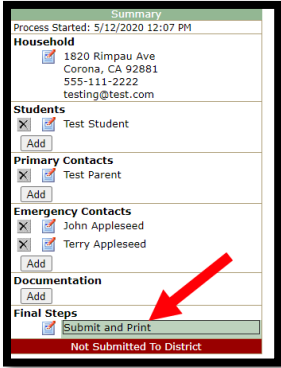 Summary
Process Started: 5/12/2020 12:07 PM
Household
1820 Rimpau Ave
Corona, CA 92881
555-111-2222
testing@test.com
Students
Test Student
Add
Primary Contacts
Test Parent
Add
Emergency Contacts
John Appleseed
Terry Appleseed
Add
Documentation
Add
Final Steps
Submit and Print
Not Submitted To District